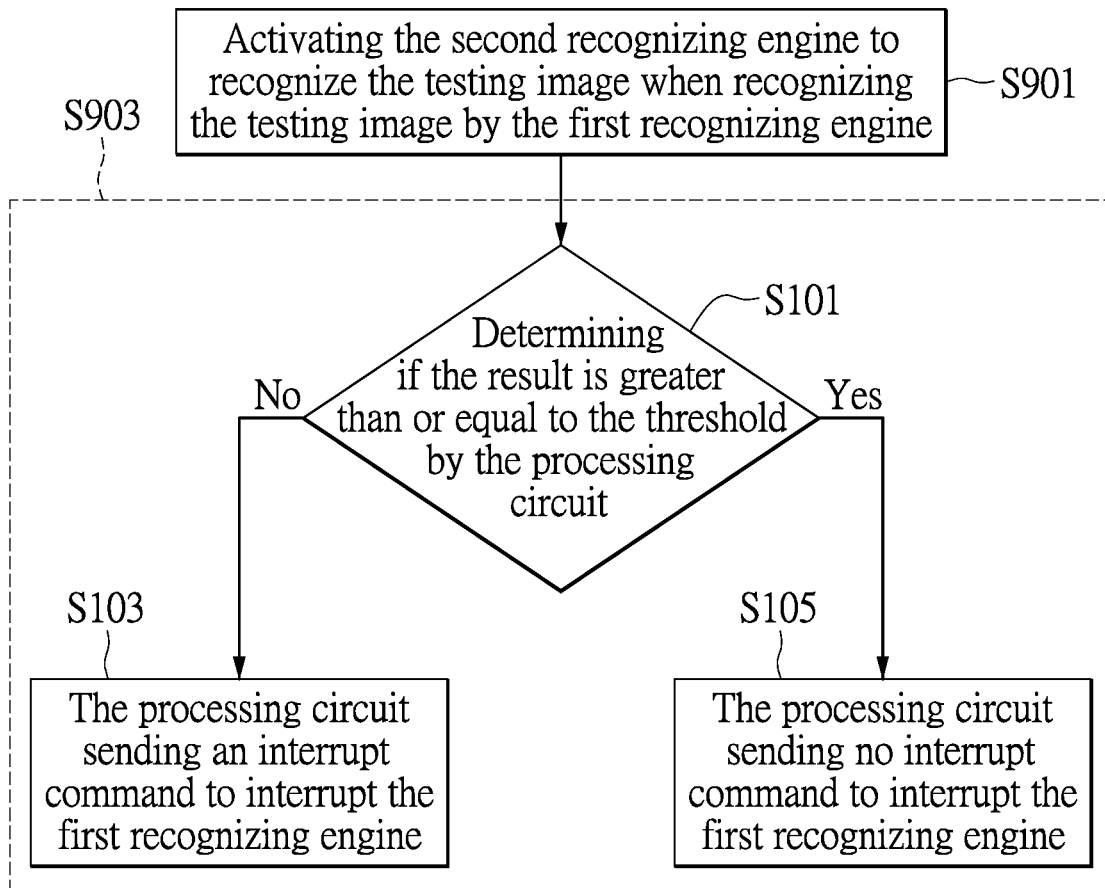 Activating the second recognizing engine to
recognize the testing image when recognizing
the testing image by the first recognizing engine
S901
S903
S101
Determining
if the result is greater
than or equal to the threshold
by the processing
circuit
No
Yes
S103
The processing circuit
sending an interrupt
command to interrupt the
first recognizing engine
S105
The processing circuit
sending no interrupt
command to interrupt the
first recognizing engine